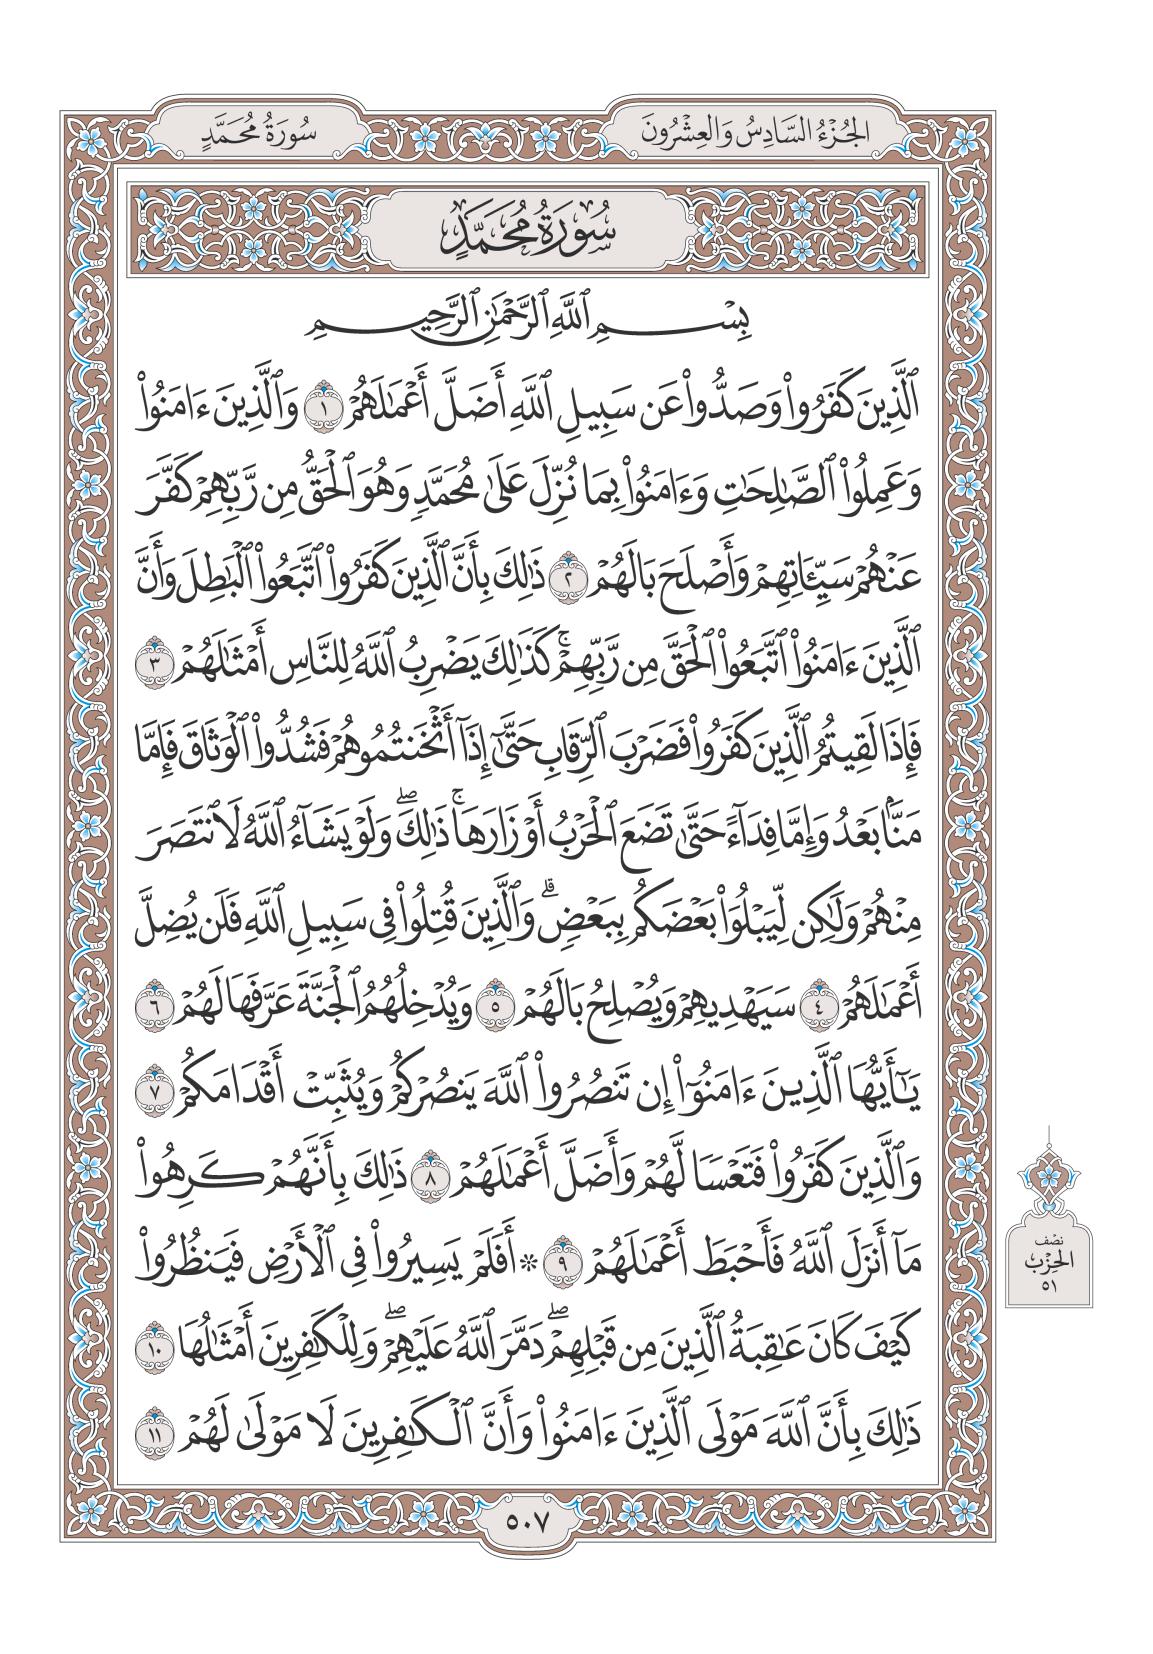 الجُزْءُ السَّادِسُ وَالعِشْرُونَ
سُورَةُ مُحَمَّدٍ
سُورَةُ مُحَمَّدٍ
بِسْمِ ٱللَّهِ ٱلرَّحْمَٰنِ ٱلرَّحِيمِ
ٱلَّذِينَ كَفَرُوا۟ وَصَدُّوا۟ عَن سَبِيلِ ٱللَّهِ أَضَلَّ أَعْمَٰلَهُمْ ١ وَٱلَّذِينَ ءَامَنُوا۟
وَعَمِلُوا۟ ٱلصَّٰلِحَٰتِ وَءَامَنُوا۟ بِمَا نُزِّلَ عَلَىٰ مُحَمَّدٍ وَهُوَ ٱلْحَقُّ مِن رَّبِّهِمْ كَفَّرَ
عَنْهُمْ سَيِّـَٔاتِهِمْ وَأَصْلَحَ بَالَهُمْ ٢ ذَٰلِكَ بِأَنَّ ٱلَّذِينَ كَفَرُوا۟ ٱتَّبَعُوا۟ ٱلْبَٰطِلَ وَأَنَّ
ٱلَّذِينَ ءَامَنُوا۟ ٱتَّبَعُوا۟ ٱلْحَقَّ مِن رَّبِّهِمْ ۚ كَذَٰلِكَ يَضْرِبُ ٱللَّهُ لِلنَّاسِ أَمْثَٰلَهُمْ ٣
فَإِذَا لَقِيتُمُ ٱلَّذِينَ كَفَرُوا۟ فَضَرْبَ ٱلرِّقَابِ حَتَّىٰٓ إِذَآ أَثْخَنتُمُوهُمْ فَشُدُّوا۟ ٱلْوَثَاقَ فَإِمَّا
مَنًّۢا بَعْدُ وَإِمَّا فِدَآءً حَتَّىٰ تَضَعَ ٱلْحَرْبُ أَوْزَارَهَا ۚ ذَٰلِكَ ۖ وَلَوْ يَشَآءُ ٱللَّهُ لَٱنتَصَرَ
مِنْهُمْ وَلَٰكِن لِّيَبْلُوَا۟ بَعْضَكُم بِبَعْضٍ ۗ وَٱلَّذِينَ قُتِلُوا۟ فِى سَبِيلِ ٱللَّهِ فَلَن يُضِلَّ
أَعْمَٰلَهُمْ ٤ سَيَهْدِيهِمْ وَيُصْلِحُ بَالَهُمْ ٥ وَيُدْخِلُهُمُ ٱلْجَنَّةَ عَرَّفَهَا لَهُمْ ٦
يَٰٓأَيُّهَا ٱلَّذِينَ ءَامَنُوٓا۟ إِن تَنصُرُوا۟ ٱللَّهَ يَنصُرْكُمْ وَيُثَبِّتْ أَقْدَامَكُمْ ٧
وَٱلَّذِينَ كَفَرُوا۟ فَتَعْسًا لَّهُمْ وَأَضَلَّ أَعْمَٰلَهُمْ ٨ ذَٰلِكَ بِأَنَّهُمْ كَرِهُوا۟
مَآ أَنزَلَ ٱللَّهُ فَأَحْبَطَ أَعْمَٰلَهُمْ ٩ ۞ أَفَلَمْ يَسِيرُوا۟ فِى ٱلْأَرْضِ فَيَنظُرُوا۟
كَيْفَ كَانَ عَٰقِبَةُ ٱلَّذِينَ مِن قَبْلِهِمْ ۖ دَمَّرَ ٱللَّهُ عَلَيْهِمْ ۖ وَلِلْكَٰفِرِينَ أَمْثَٰلُهَا ١٠
ذَٰلِكَ بِأَنَّ ٱللَّهَ مَوْلَى ٱلَّذِينَ ءَامَنُوا۟ وَأَنَّ ٱلْكَٰفِرِينَ لَا مَوْلَىٰ لَهُمْ ١١
نصْف
الحِزْبْ
٥١
٥٠٧